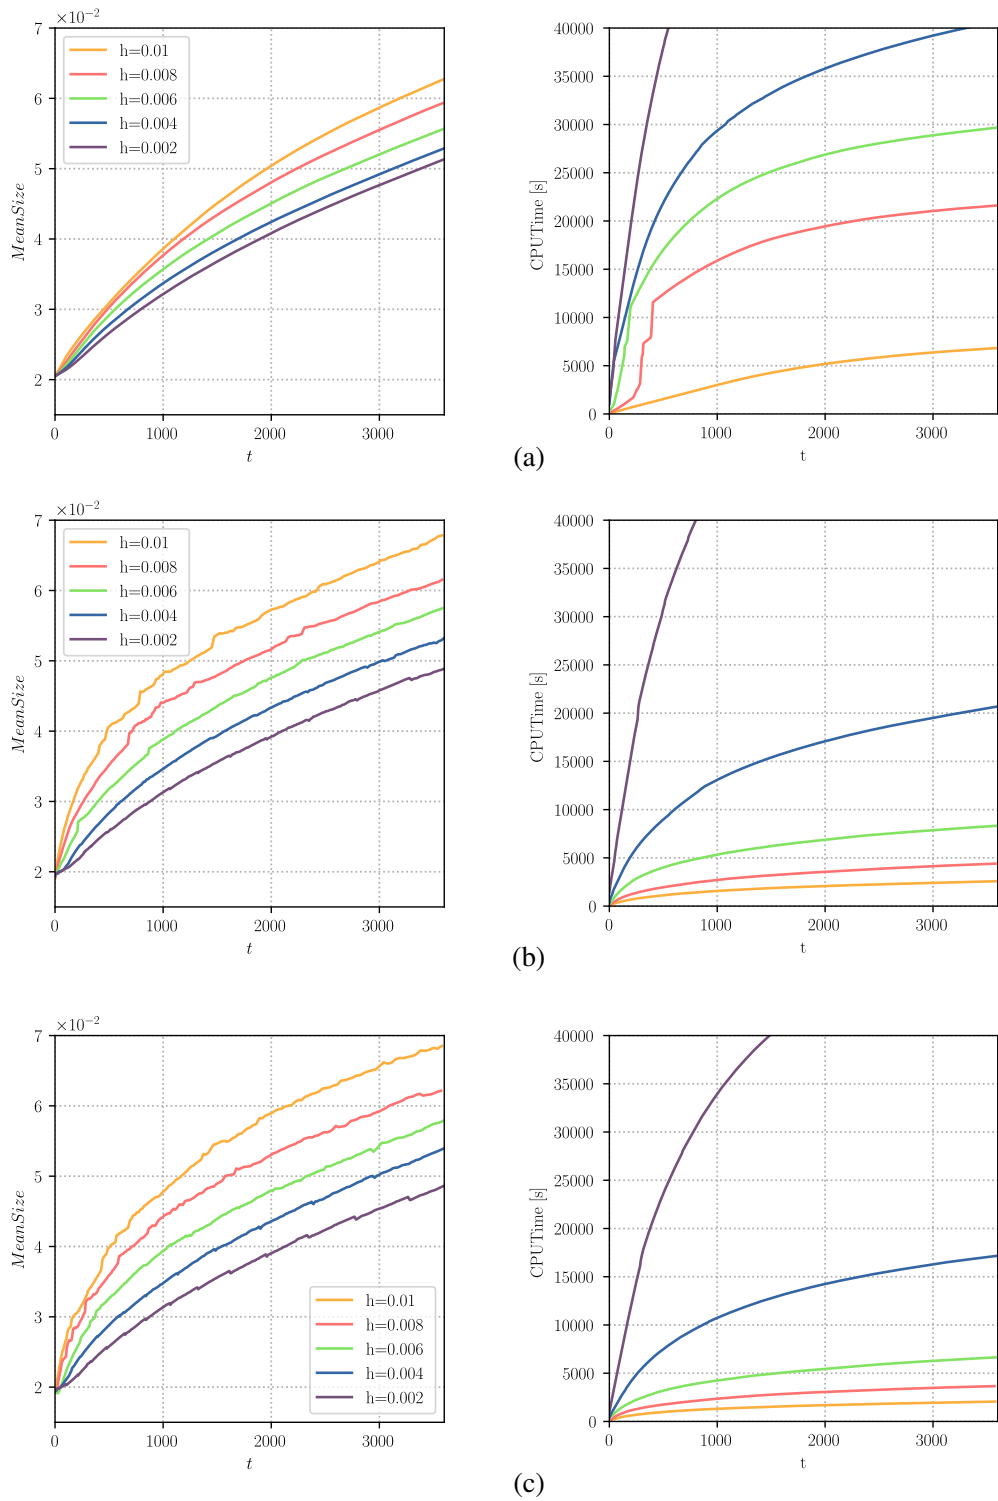 ×10⁻²
7
6
5
4
3
2
MeanSize
h=0.01
h=0.008
h=0.006
h=0.004
h=0.002
0 1000 2000 3000
t
40000
35000
30000
25000
20000
15000
10000
5000
0
CPUTime [s]
0 1000 2000 3000
t
(a)
×10⁻²
7
6
5
4
3
2
MeanSize
h=0.01
h=0.008
h=0.006
h=0.004
h=0.002
0 1000 2000 3000
t
40000
35000
30000
25000
20000
15000
10000
5000
0
CPUTime [s]
0 1000 2000 3000
t
(b)
×10⁻²
7
6
5
4
3
2
MeanSize
h=0.01
h=0.008
h=0.006
h=0.004
h=0.002
0 1000 2000 3000
t
40000
35000
30000
25000
20000
15000
10000
5000
0
CPUTime [s]
0 1000 2000 3000
t
(c)